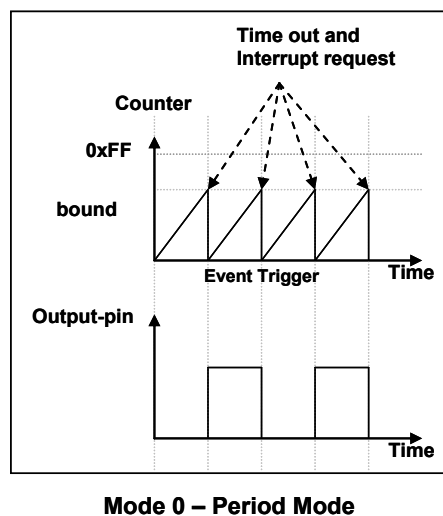 Time out and
Interrupt request
Counter
0xFF
bound
Event Trigger
Time
Output-pin
Time
Mode 0 – Period Mode